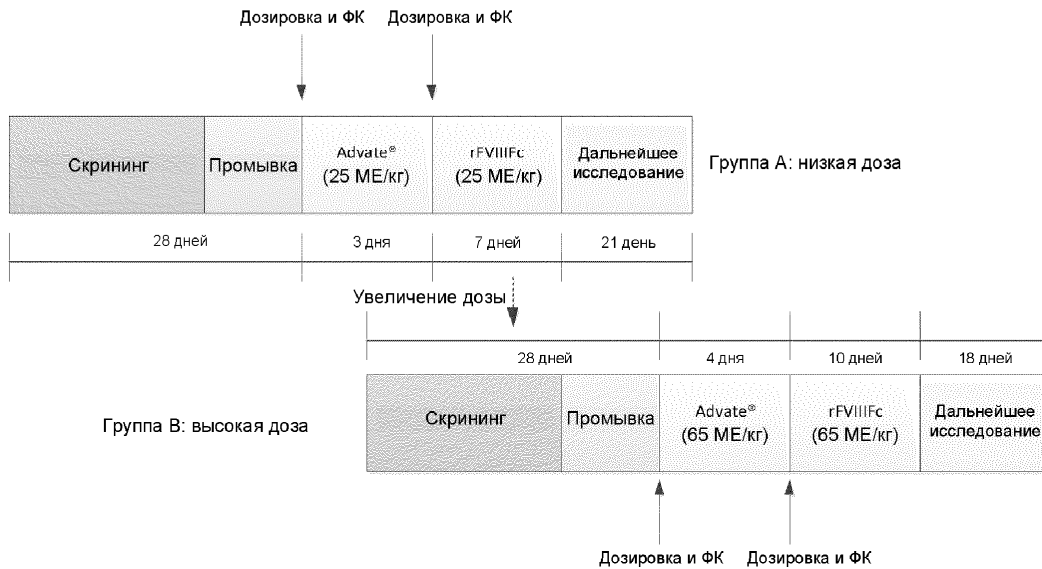 Дозировка и ФК
Дозировка и ФК
Скрининг
Промывка
Advate®
(25 МЕ/кг)
rFVIIIFc
(25 МЕ/кг)
Дальнейшее
исследование
Группа А: низкая доза
28 дней
3 дня
7 дней
21 день
Увеличение дозы
28 дней
4 дня
10 дней
18 дней
Группа В: высокая доза
Скрининг
Промывка
Advate®
(65 МЕ/кг)
rFVIIIFc
(65 МЕ/кг)
Дальнейшее
исследование
Дозировка и ФК
Дозировка и ФК